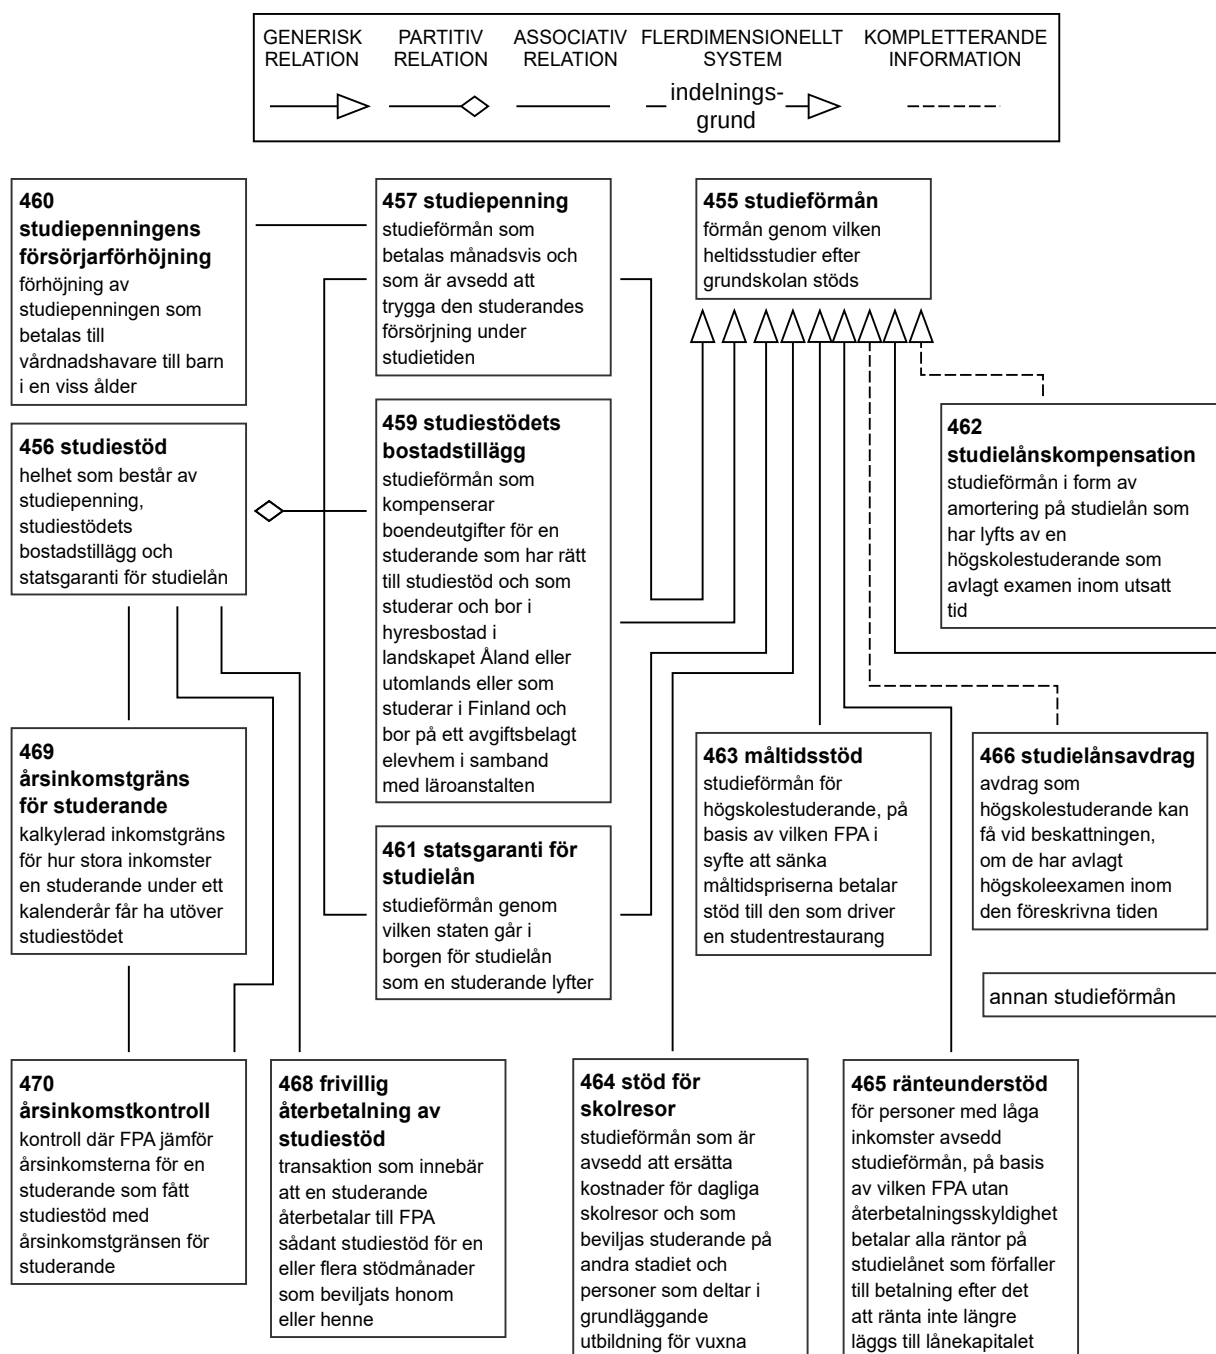 GENERISK
RELATION
PARTITIV
RELATION
ASSOCIATIV
RELATION
FLERDIMENSIONELLT
SYSTEM
indelnings-
grund
KOMPLETTERANDE
INFORMATION
460
studiepenningens
försörjarförhöjning
förhöjning av
studiepenningen som
betalas till
vårdnadshavare till barn
i en viss ålder
457 studiepenning
studieförmån som
betalas månadsvis och
som är avsedd att
trygga den studerandes
försörjning under
studietiden
455 studieförmån
förmån genom vilken
heltidsstudier efter
grundskolan stöds
456 studiestöd
helhet som består av
studiepenning,
studiestödets
bostadstillägg och
statsgaranti för studielån
459 studiestödets
bostadstillägg
studieförmån som
kompenserar
boendeutgifter för en
studerande som har rätt
till studiestöd och som
studerar och bor i
hyresbostad i
landskapet Åland eller
utomlands eller som
studerar i Finland och
bor på ett avgiftsbelagt
elevhem i samband
med läroanstalten
462
studielånskompensation
studieförmån i form av
amortering på studielån som
har lyfts av en
högskolestuderande som
avlagt examen inom utsatt
tid
469
årsinkomstgräns
för studerande
kalkylerad inkomstgräns
för hur stora inkomster
en studerande under ett
kalenderår får ha utöver
studiestödet
461 statsgaranti för
studielån
studieförmån genom
vilken staten går i
borgen för studielån
som en studerande lyfter
463 måltidsstöd
studieförmån för
högskolestuderande, på
basis av vilken FPA i
syfte att sänka
måltidspriserna betalar
stöd till den som driver
en studentrestaurang
466 studielånsavdrag
avdrag som
högskolestuderande kan
få vid beskattningen,
om de har avlagt
högskoleexamen inom
den föreskrivna tiden
annan studieförmån
470
årsinkomstkontroll
kontroll där FPA jämför
årsinkomsterna för en
studerande som fått
studiestöd med
årsinkomstgränsen för
studerande
468 frivillig
återbetalning av
studiestöd
transaktion som innebär
att en studerande
återbetalar till FPA
sådant studiestöd för en
eller flera stödmånader
som beviljats honom
eller henne
464 stöd för
skolresor
studieförmån som är
avsedd att ersätta
kostnader för dagliga
skolresor och som
beviljas studerande på
andra stadiet och
personer som deltar i
grundläggande
utbildning för vuxna
465 ränteunderstöd
för personer med låga
inkomster avsedd
studieförmån, på basis
av vilken FPA utan
återbetalningsskyldighet
betalar alla räntor på
studielånet som förfaller
till betalning efter det
att ränta inte längre
läggs till lånekapitalet